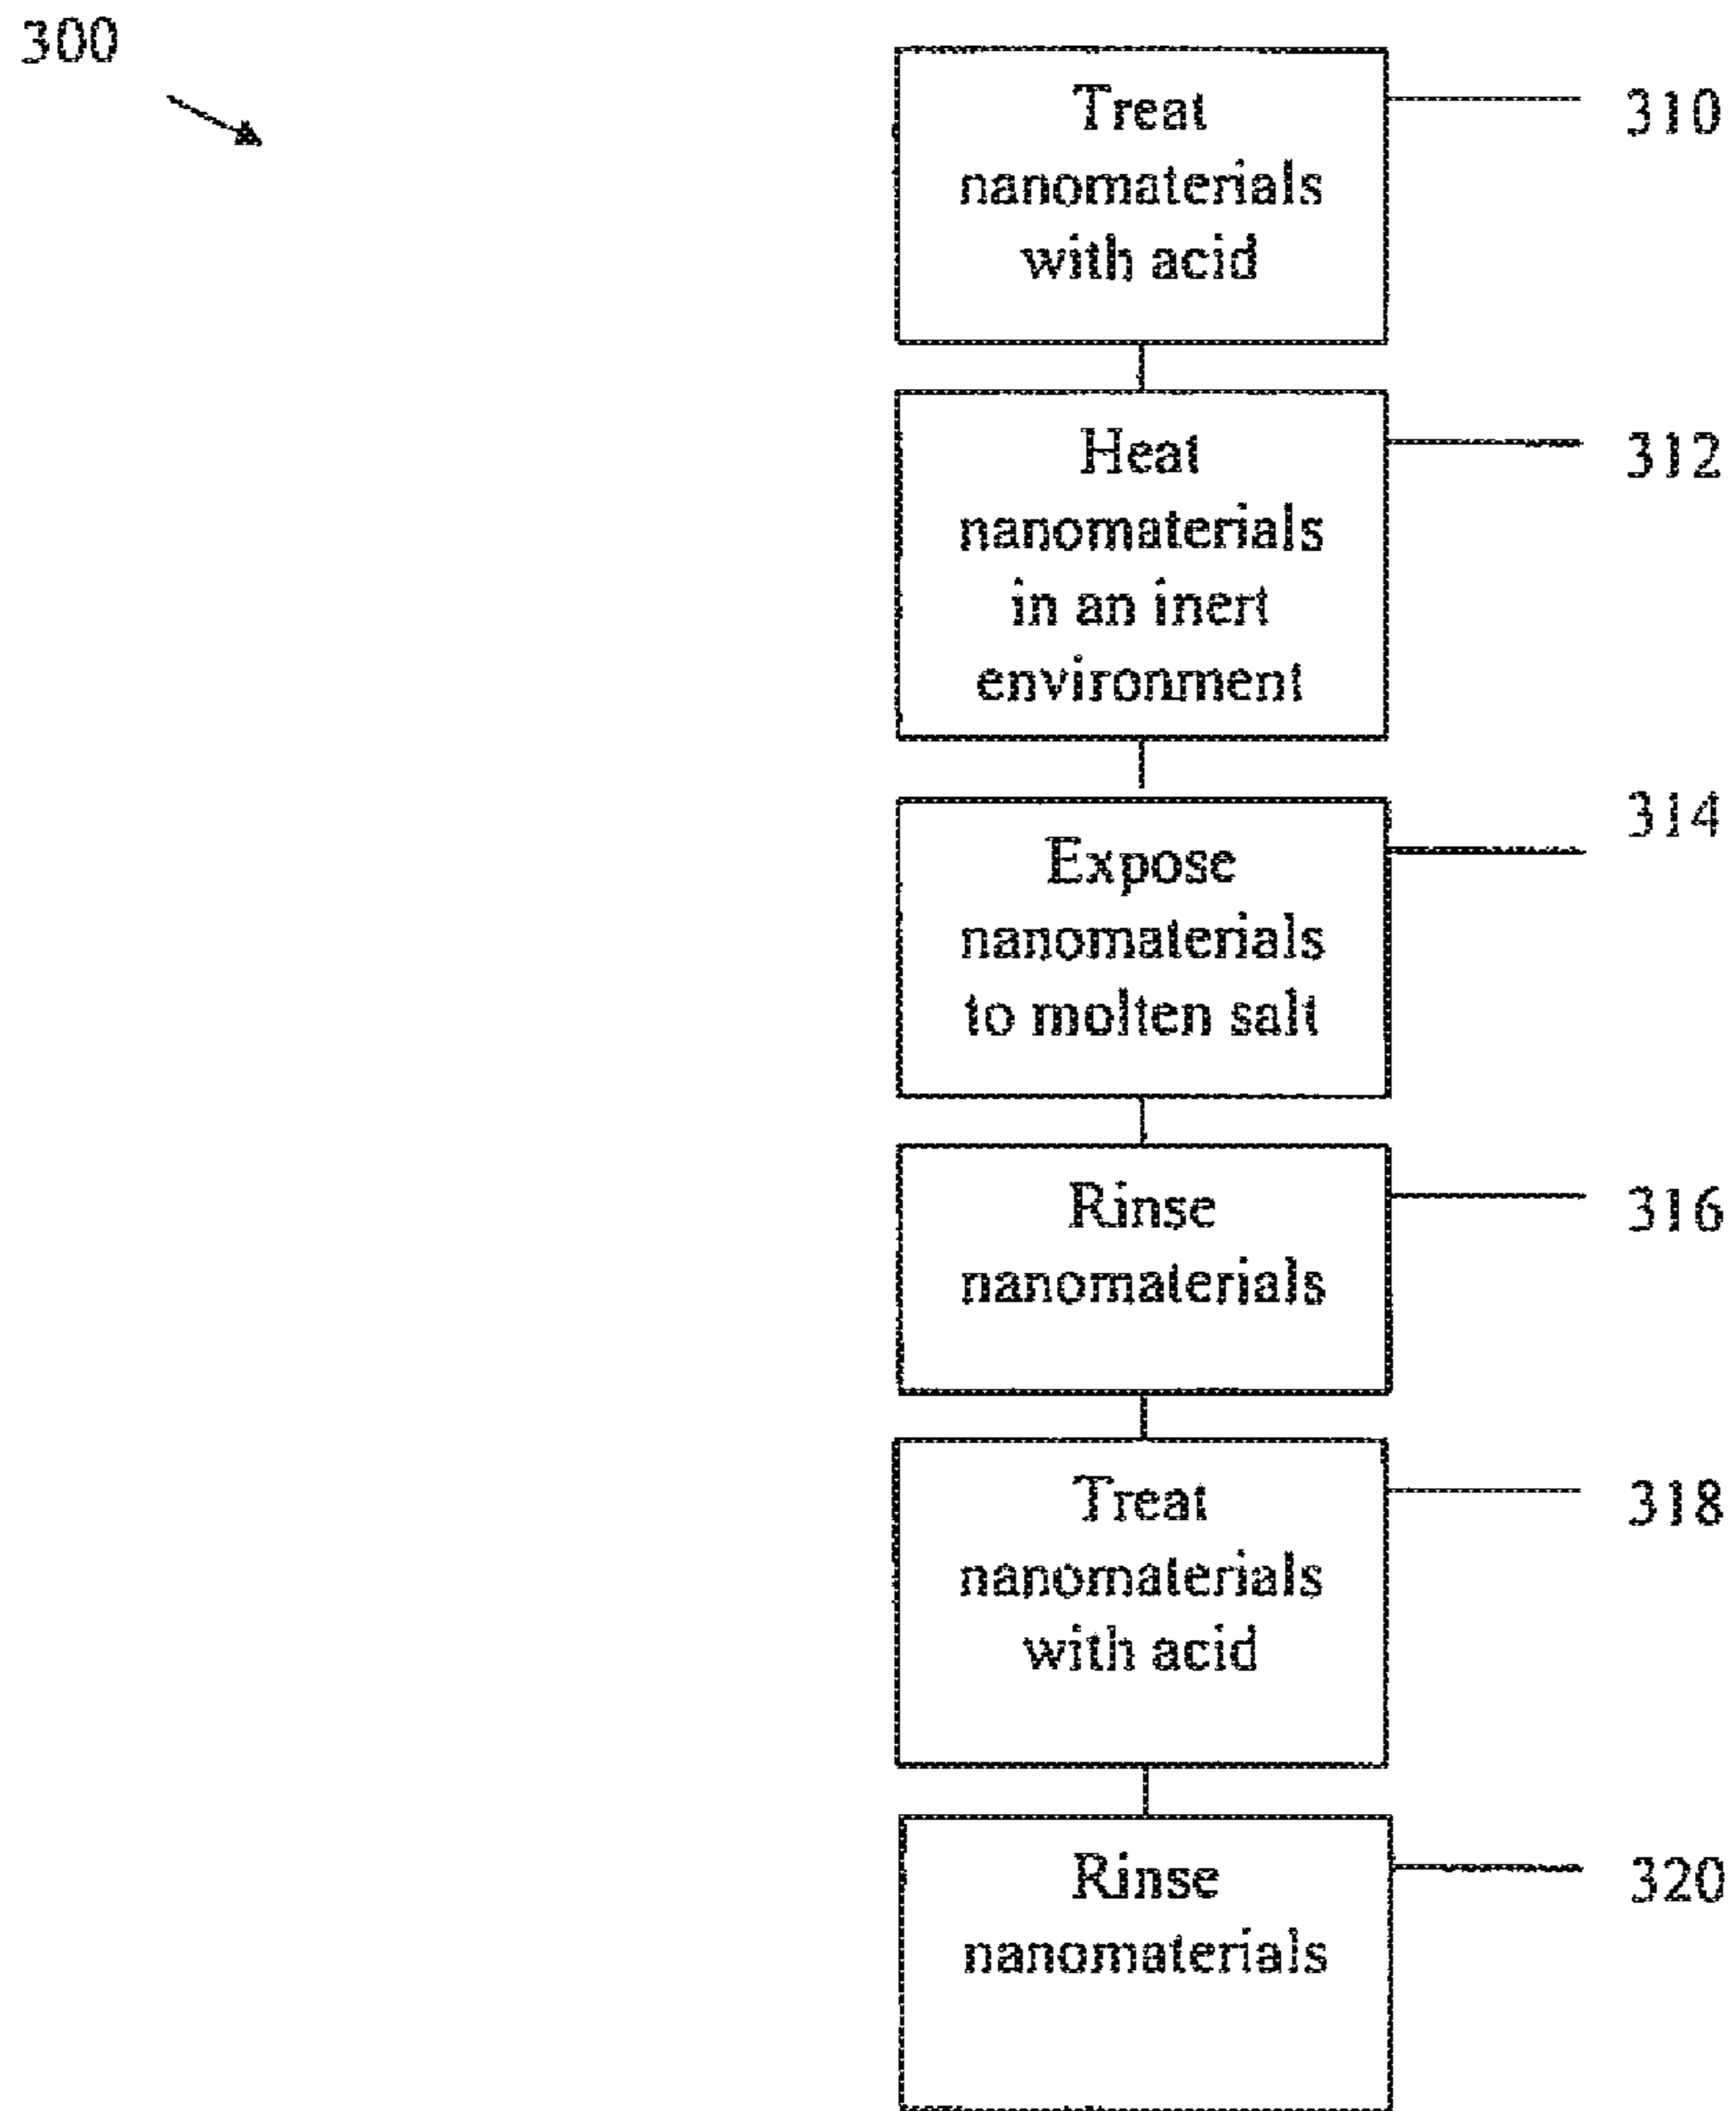 300
Treat
nanomaterials
with acid
310
Heat
nanomaterials
in an inert
environment
312
Expose
nanomaterials
to molten salt
314
Rinse
nanomaterials
316
Treat
nanomaterials
with acid
318
Rinse
nanomaterials
320